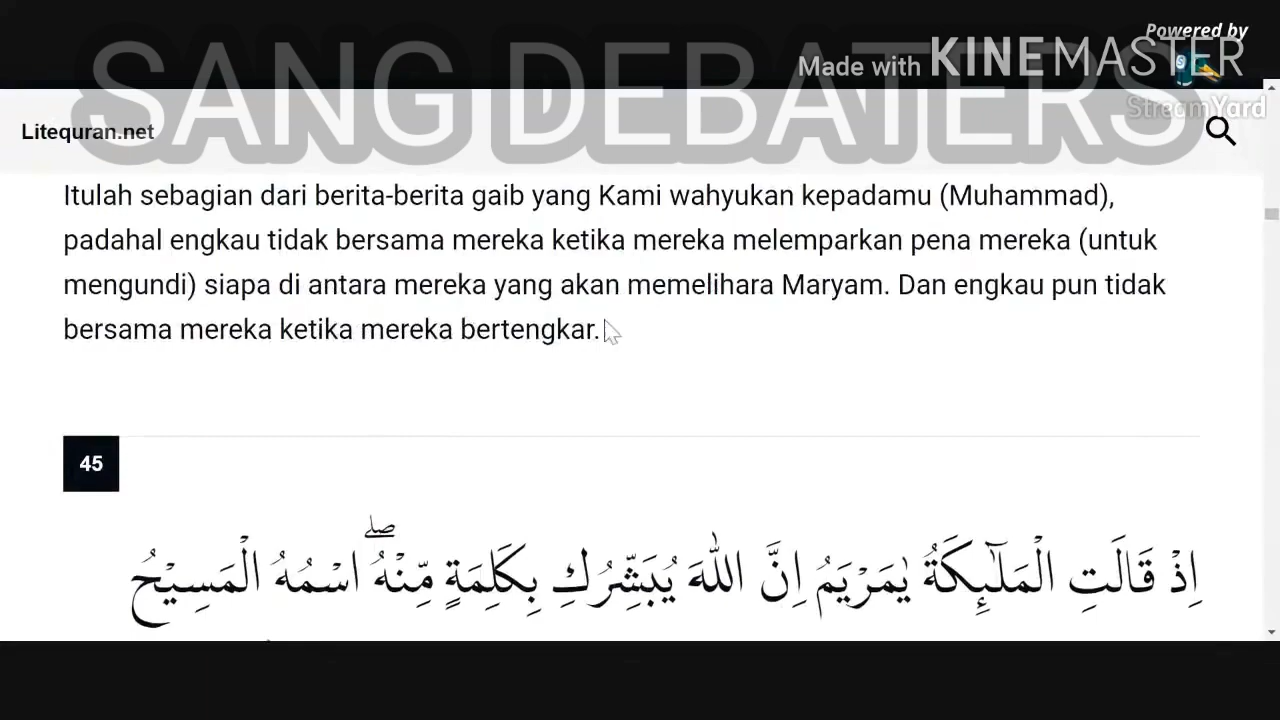 Powered by
Made with KINEMASTER
SANG DEBATERS
StreamYard
Litequran.net
Itulah sebagian dari berita-berita gaib yang Kami wahyukan kepadamu (Muhammad),
padahal engkau tidak bersama mereka ketika mereka melemparkan pena mereka (untuk
mengundi) siapa di antara mereka yang akan memelihara Maryam. Dan engkau pun tidak
bersama mereka ketika mereka bertengkar.
45
اِذْ قَالَتِ الْمَلٰۤىِٕكَةُ يٰمَرْيَمُ اِنَّ اللّٰهَ يُبَشِّرُكِ بِكَلِمَةٍ مِّنْهُۖ اسْمُهُ الْمَسِيْحُ